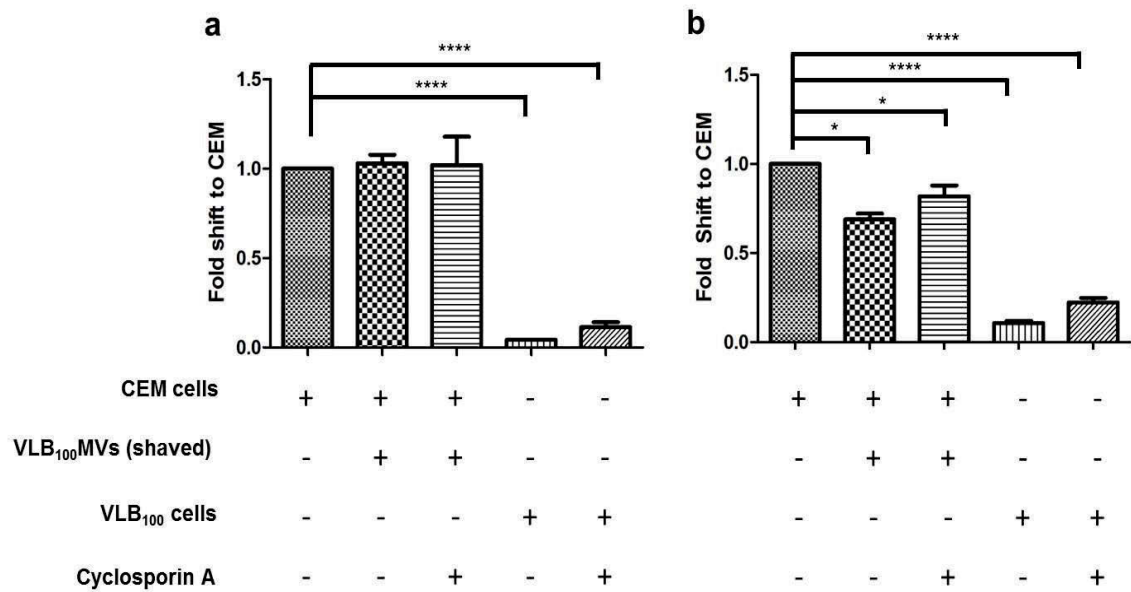 a
b
****
****
****
****
*
*
Fold shift to CEM
1.5
1.0
0.5
0.0
Fold Shift to CEM
1.5
1.0
0.5
0.0
CEM cells + + + - - + + + - -
VLB₁₀₀MVs (shaved) - + + - - - + + - -
VLB₁₀₀ cells - - - + + - - - + +
Cyclosporin A - - + - + - - + - +